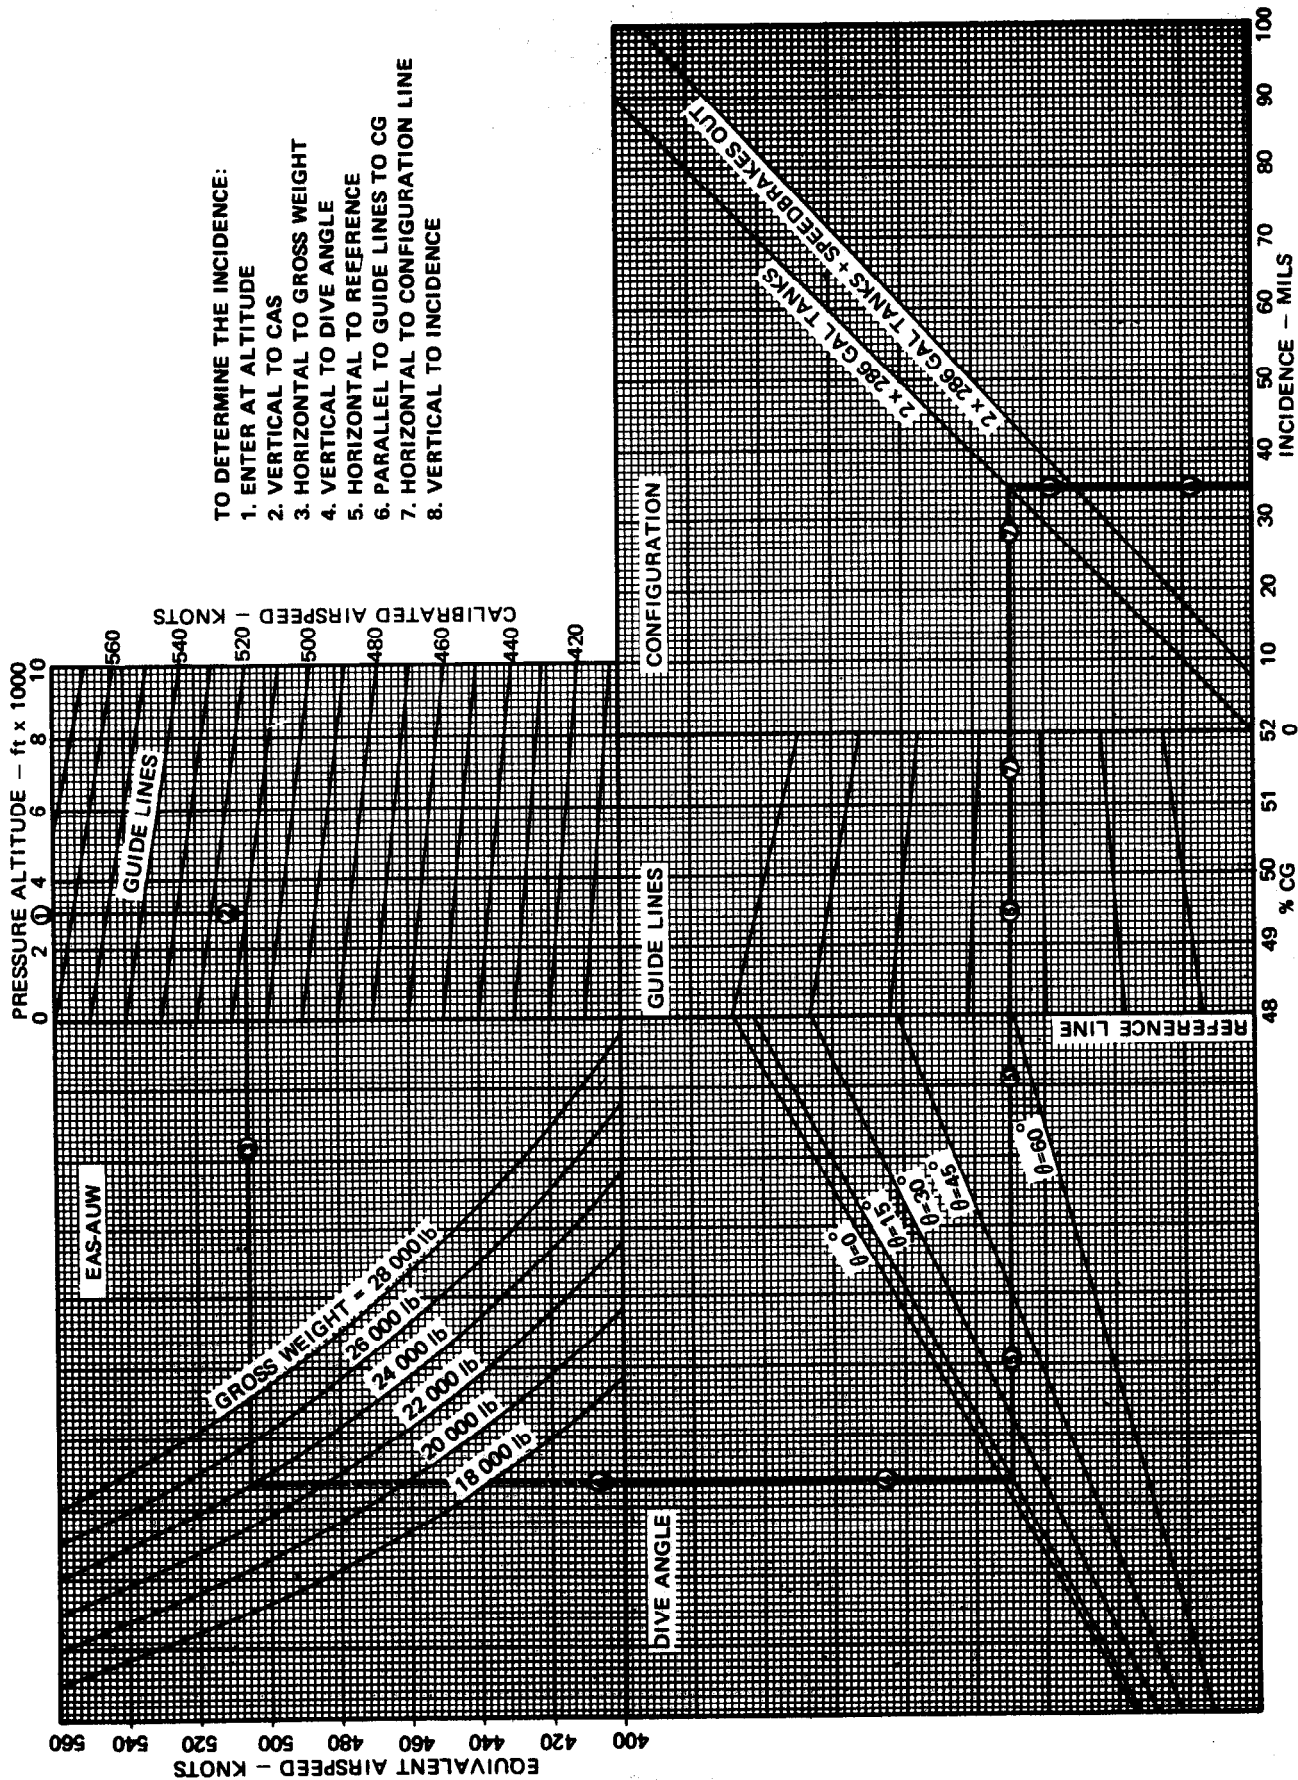 TO DETERMINE THE INCIDENCE:
1. ENTER AT ALTITUDE
2. VERTICAL TO CAS
3. HORIZONTAL TO GROSS WEIGHT
4. VERTICAL TO DIVE ANGLE
5. HORIZONTAL TO REFERENCE
6. PARALLEL TO GUIDE LINES TO CG
7. HORIZONTAL TO CONFIGURATION LINE
8. VERTICAL TO INCIDENCE
PRESSURE ALTITUDE – ft x 1000
0 2 1 4 6 8 10
GUIDE LINES
2
CALIBRATED AIRSPEED – KNOTS
560
540
520
500
480
460
440
420
EAS-AUW
3
GROSS WEIGHT = 28 000 lb
26 000 lb
24 000 lb
22 000 lb
20 000 lb
18 000 lb
EQUIVALENT AIRSPEED – KNOTS
560
540
520
500
480
460
440
420
400
DIVE ANGLE
θ=0°
θ=15°
θ=30°
θ=45°
θ=60°
5
REFERENCE LINE
GUIDE LINES
6
7
48 49 50 51 52
% CG
CONFIGURATION
2 x 286 GAL TANKS
2 x 286 GAL TANKS + SPEEDBRAKES OUT
7
0 10 20 30 40 50 60 70 80 90 100
INCIDENCE – MILS